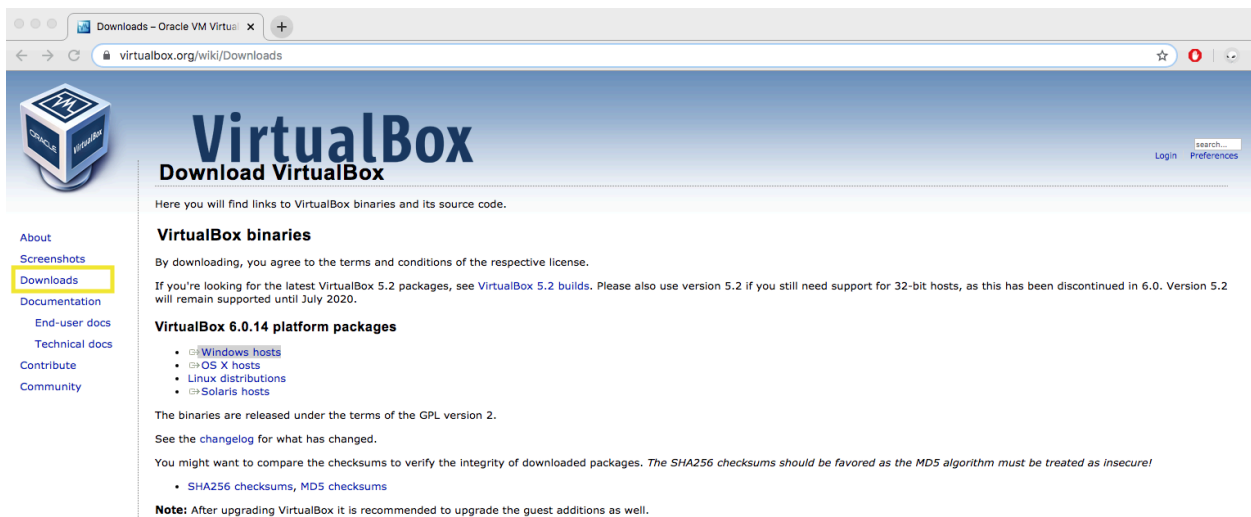 Downloads – Oracle VM Virtual
virtualbox.org/wiki/Downloads
VM
ORACLE
VirtualBox
VirtualBox
search...
Login Preferences
Download VirtualBox
Here you will find links to VirtualBox binaries and its source code.
About
Screenshots
Downloads
Documentation
End-user docs
Technical docs
Contribute
Community
VirtualBox binaries
By downloading, you agree to the terms and conditions of the respective license.
If you're looking for the latest VirtualBox 5.2 packages, see VirtualBox 5.2 builds. Please also use version 5.2 if you still need support for 32-bit hosts, as this has been discontinued in 6.0. Version 5.2
will remain supported until July 2020.
VirtualBox 6.0.14 platform packages
• Windows hosts
• OS X hosts
• Linux distributions
• Solaris hosts
The binaries are released under the terms of the GPL version 2.
See the changelog for what has changed.
You might want to compare the checksums to verify the integrity of downloaded packages. The SHA256 checksums should be favored as the MD5 algorithm must be treated as insecure!
• SHA256 checksums, MD5 checksums
Note: After upgrading VirtualBox it is recommended to upgrade the guest additions as well.